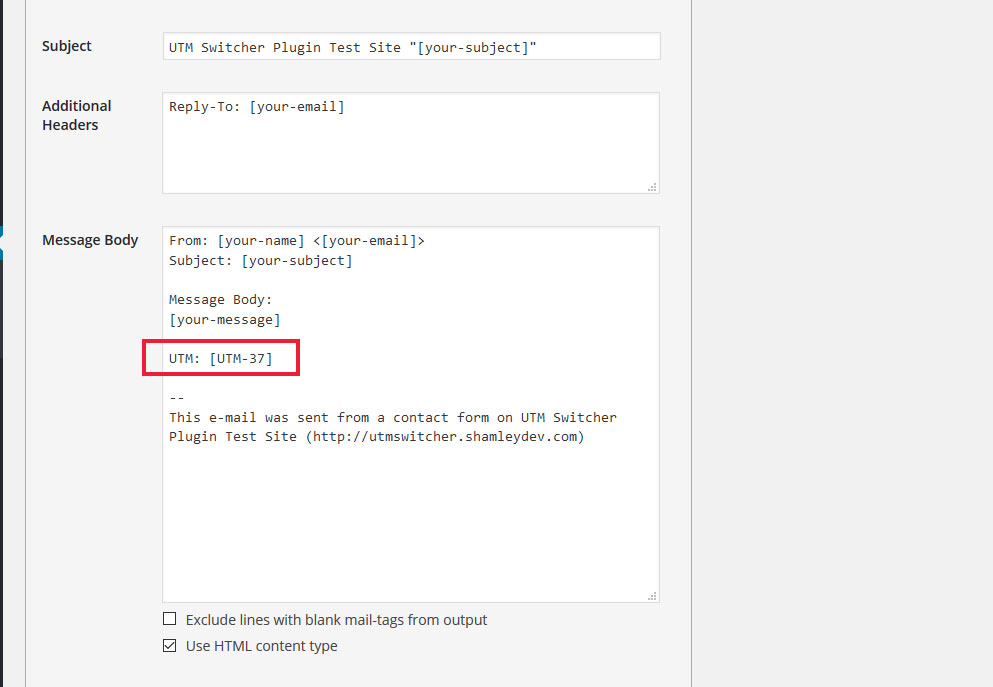 Subject
UTM Switcher Plugin Test Site "[your-subject]"
Additional
Headers
Reply-To: [your-email]
Message Body
From: [your-name] <[your-email]>
Subject: [your-subject]
Message Body:
[your-message]
UTM: [UTM-37]
--
This e-mail was sent from a contact form on UTM Switcher
Plugin Test Site (http://utmswitcher.shamleydev.com)
Exclude lines with blank mail-tags from output
Use HTML content type